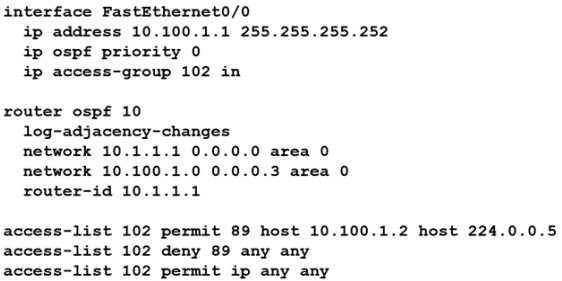 interface FastEthernet0/0
ip address 10.100.1.1 255.255.255.252
ip ospf priority 0
ip access-group 102 in
router ospf 10
log-adjacency-changes
network 10.1.1.1 0.0.0.0 area 0
network 10.100.1.0 0.0.0.3 area 0
router-id 10.1.1.1
access-list 102 permit 89 host 10.100.1.2 host 224.0.0.5
access-list 102 deny 89 any any
access-list 102 permit ip any any